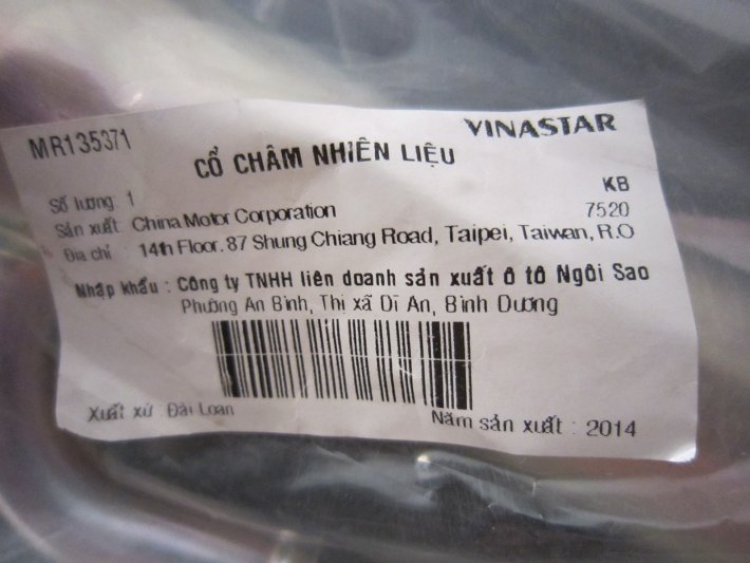 MR135371
VINASTAR
CỔ CHÂM NHIÊN LIỆU
Số lượng 1
KB
Sản xuất China Motor Corporation
7520
Địa chỉ 14th Floor. 87 Shung Chiang Road, Taipei, Taiwan, R.O
Nhập khẩu : Công ty TNHH liên doanh sản xuất ô tô Ngôi Sao
Phường An Bình, Thị xã Dĩ An, Bình Dương
Xuất xứ Đài Loan
Năm sản xuất : 2014